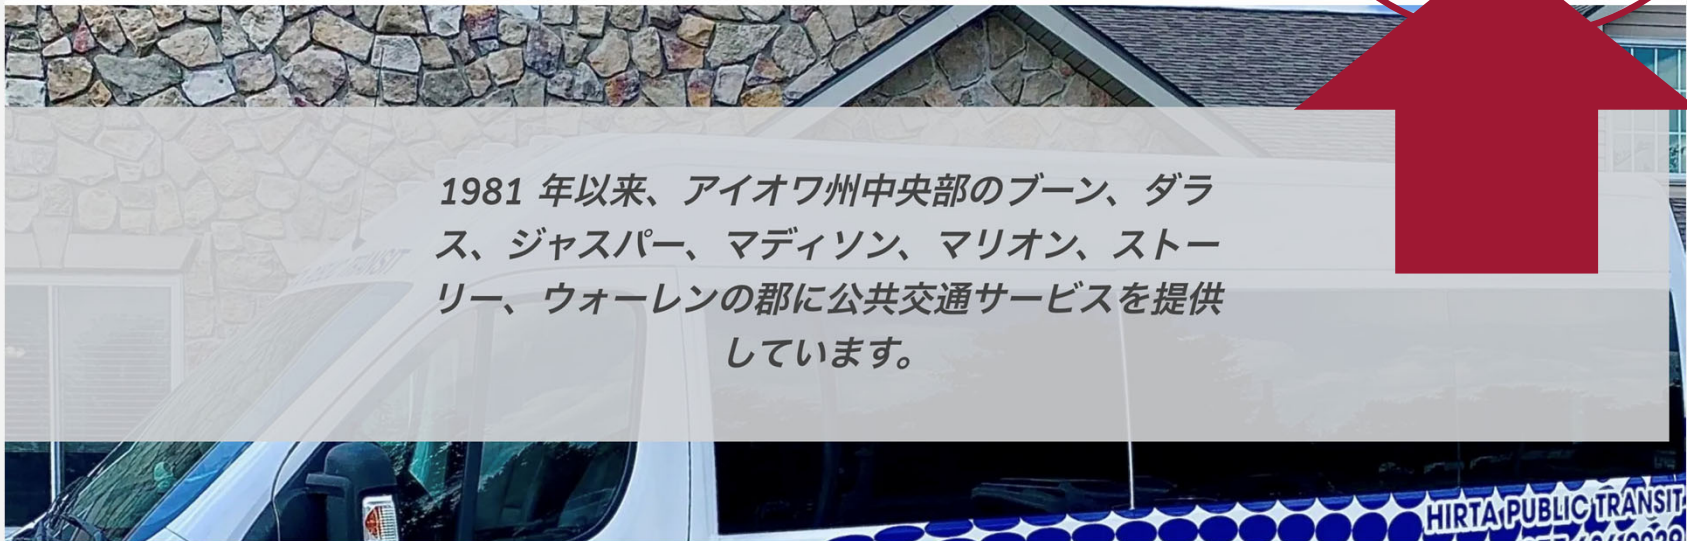 1981 年以来、アイオワ州中央部のブーン、ダラ
ス、ジャスパー、マディソン、マリオン、ストー
リー、ウォーレンの郡に公共交通サービスを提供
しています。
HIRTA PUBLIC TRANSIT